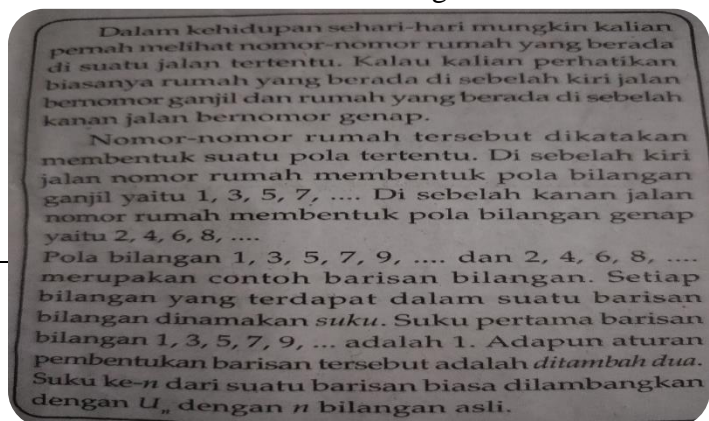 Dalam kehidupan sehari-hari mungkin kalian
pernah melihat nomor-nomor rumah yang berada
di suatu jalan tertentu. Kalau kalian perhatikan
biasanya rumah yang berada di sebelah kiri jalan
bernomor ganjil dan rumah yang berada di sebelah
kanan jalan bernomor genap.
Nomor-nomor rumah tersebut dikatakan
membentuk suatu pola tertentu. Di sebelah kiri
jalan nomor rumah membentuk pola bilangan
ganjil yaitu 1, 3, 5, 7, .... Di sebelah kanan jalan
nomor rumah membentuk pola bilangan genap
yaitu 2, 4, 6, 8, ....
Pola bilangan 1, 3, 5, 7, 9, .... dan 2, 4, 6, 8, ....
merupakan contoh barisan bilangan. Setiap
bilangan yang terdapat dalam suatu barisan
bilangan dinamakan suku. Suku pertama barisan
bilangan 1, 3, 5, 7, 9, ... adalah 1. Adapun aturan
pembentukan barisan tersebut adalah ditambah dua.
Suku ke-n dari suatu barisan biasa dilambangkan
dengan Uₙ dengan n bilangan asli.